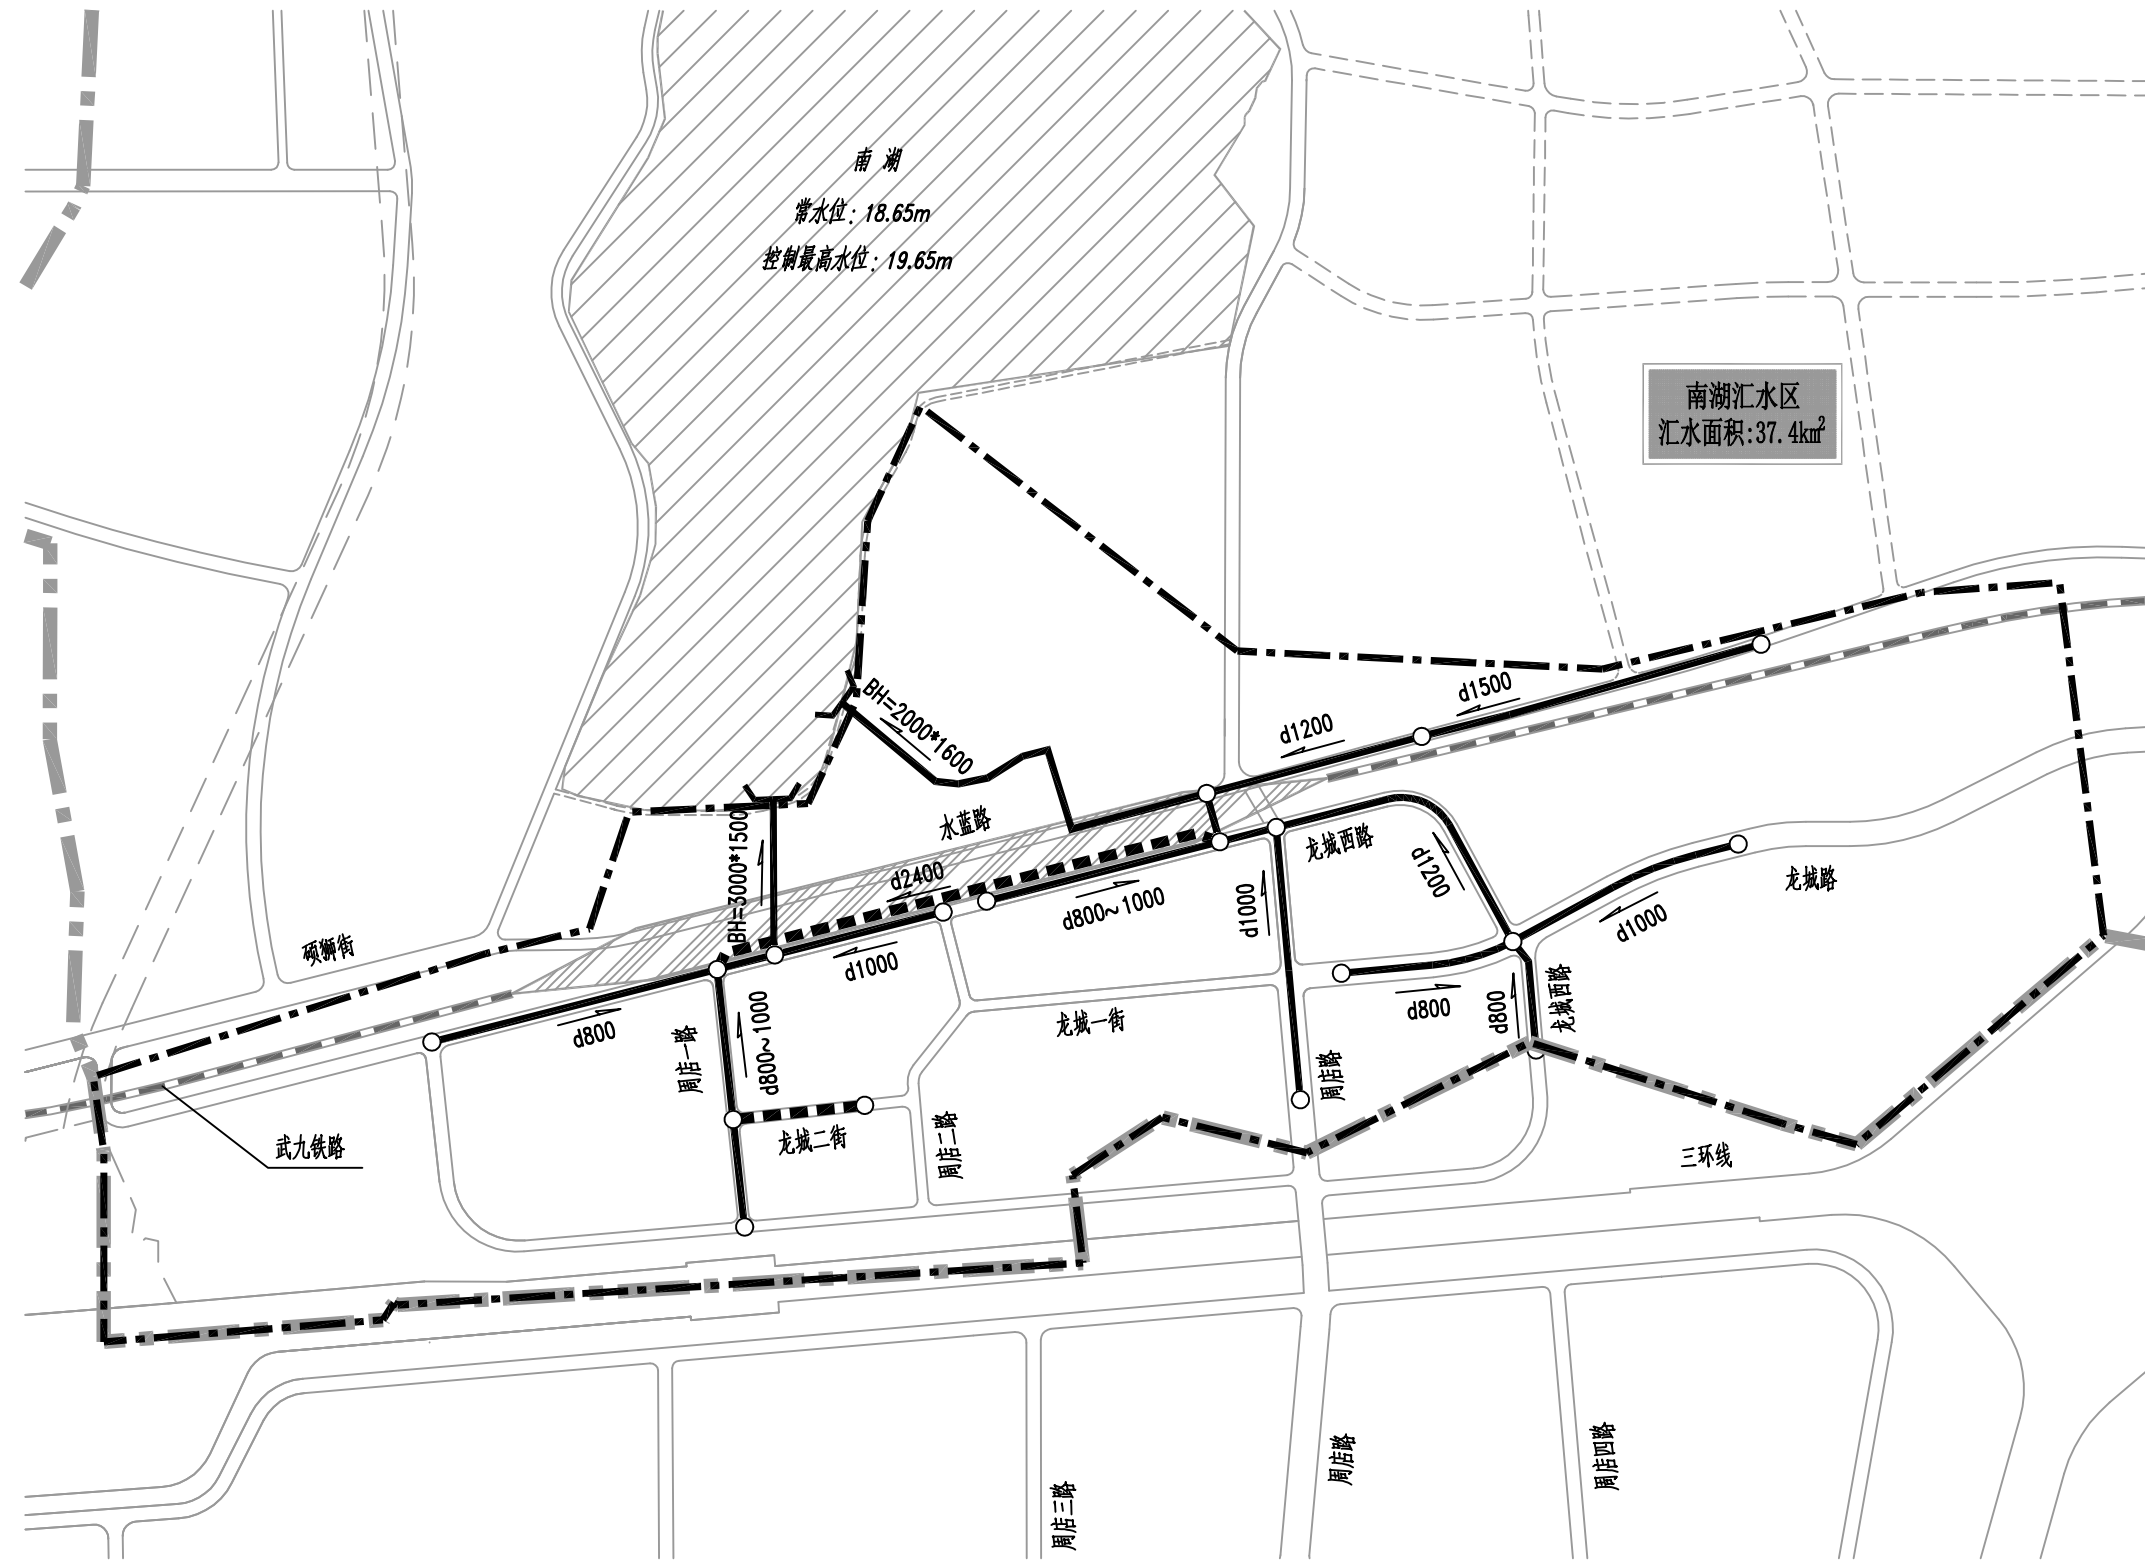 南 湖
常水位：18.65m
控制最高水位：19.65m
南湖汇水区
汇水面积:37.4km²
BH=2000*1600
d1500
d1200
水蓝路
BH=3000*1500
d2400
龙城西路
d1200
d800~1000
d1000
龙城路
d1000
硕狮街
d1000
d800
周店一路
d800~1000
龙城一街
d800
d800
龙城西路
周店路
武九铁路
龙城二街
周店二路
三环线
周店三路
周店路
周店四路